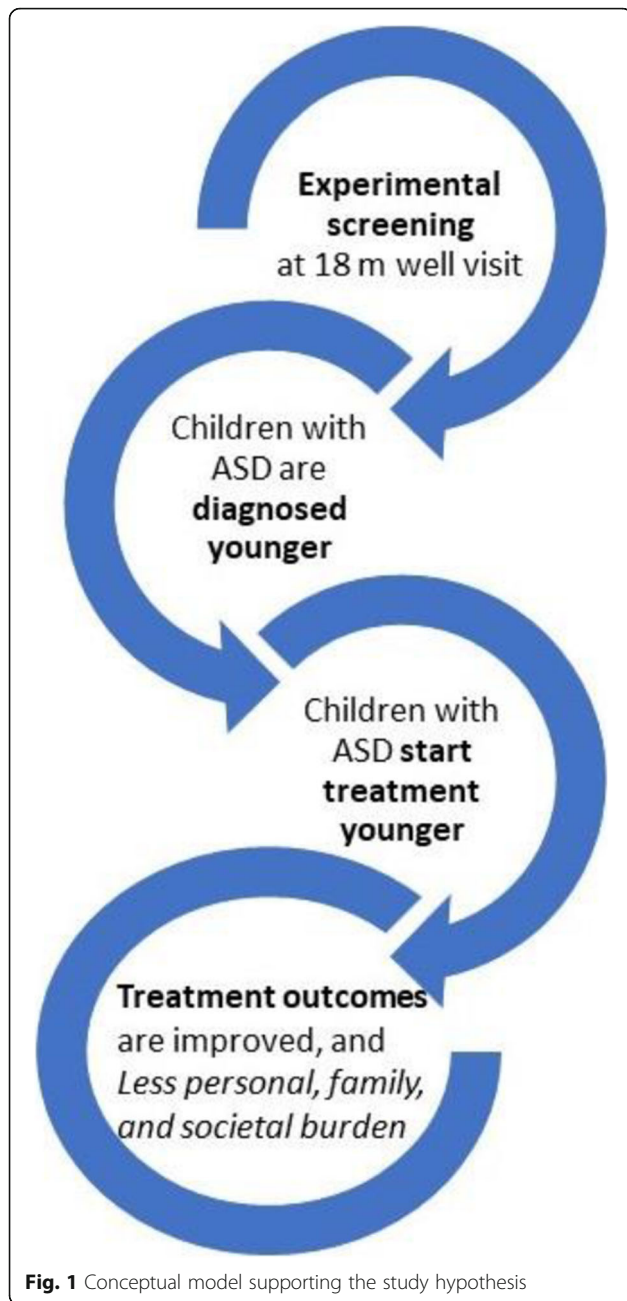 Experimental
screening
at 18 m well visit
Children with
ASD are
diagnosed
younger
Children with
ASD start
treatment
younger
Treatment outcomes
are improved, and
Less personal, family,
and societal burden
Fig. 1 Conceptual model supporting the study hypothesis